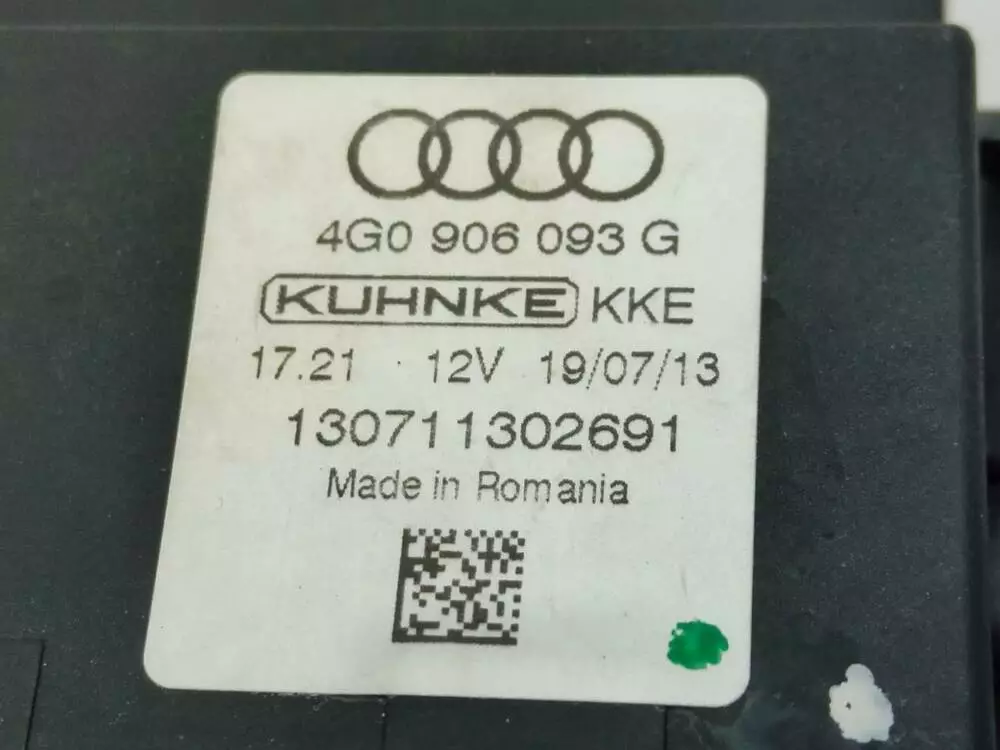 4G0 906 093 G
KUHNKE KKE
17.21 · 12V 19/07/13
130711302691
Made in Romania